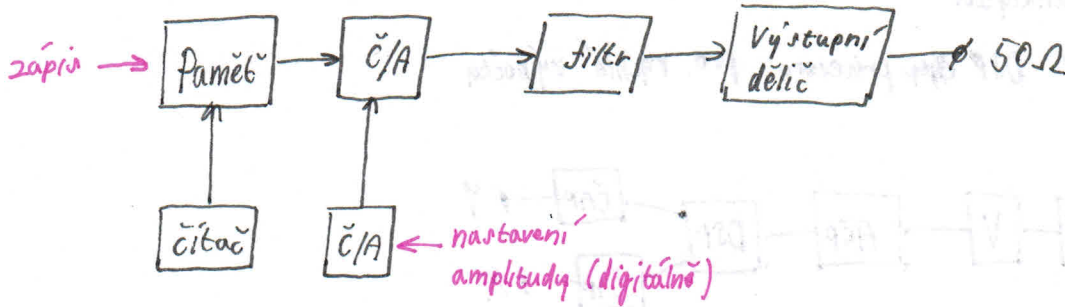 zápis
Paměť
Č/A
filtr
Výstupní
dělič
50Ω
čítač
Č/A
nastavení
amplitudy (digitálně)